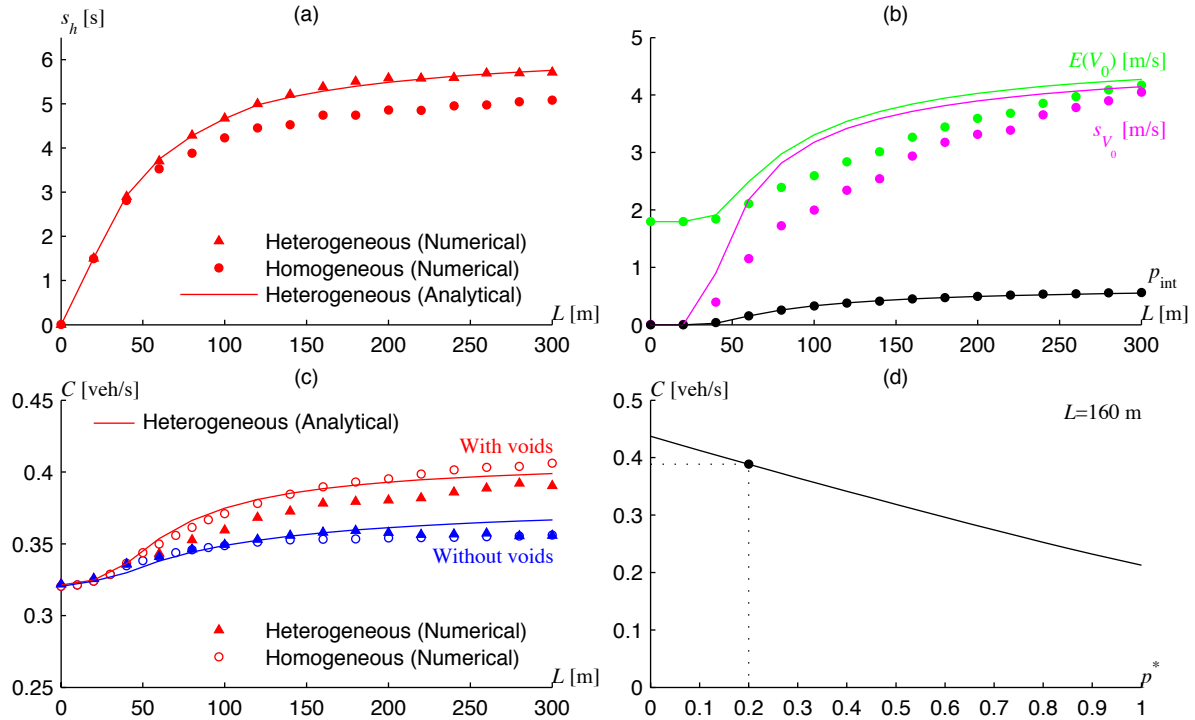 (a)
s_h [s]
6
5
4
3
2
1
0
Heterogeneous (Numerical)
Homogeneous (Numerical)
Heterogeneous (Analytical)
L [m]
0 50 100 150 200 250 300
(b)
5
4
3
2
1
0
E(V_0) [m/s]
s_{V_0} [m/s]
p_int
L [m]
0 50 100 150 200 250 300
(c)
C [veh/s]
0.45
0.4
0.35
0.3
0.25
Heterogeneous (Analytical)
With voids
Without voids
Heterogeneous (Numerical)
Homogeneous (Numerical)
L [m]
0 50 100 150 200 250 300
(d)
C [veh/s]
0.5
0.4
0.3
0.2
0.1
0
L=160 m
p^*
0 0.1 0.2 0.3 0.4 0.5 0.6 0.7 0.8 0.9 1